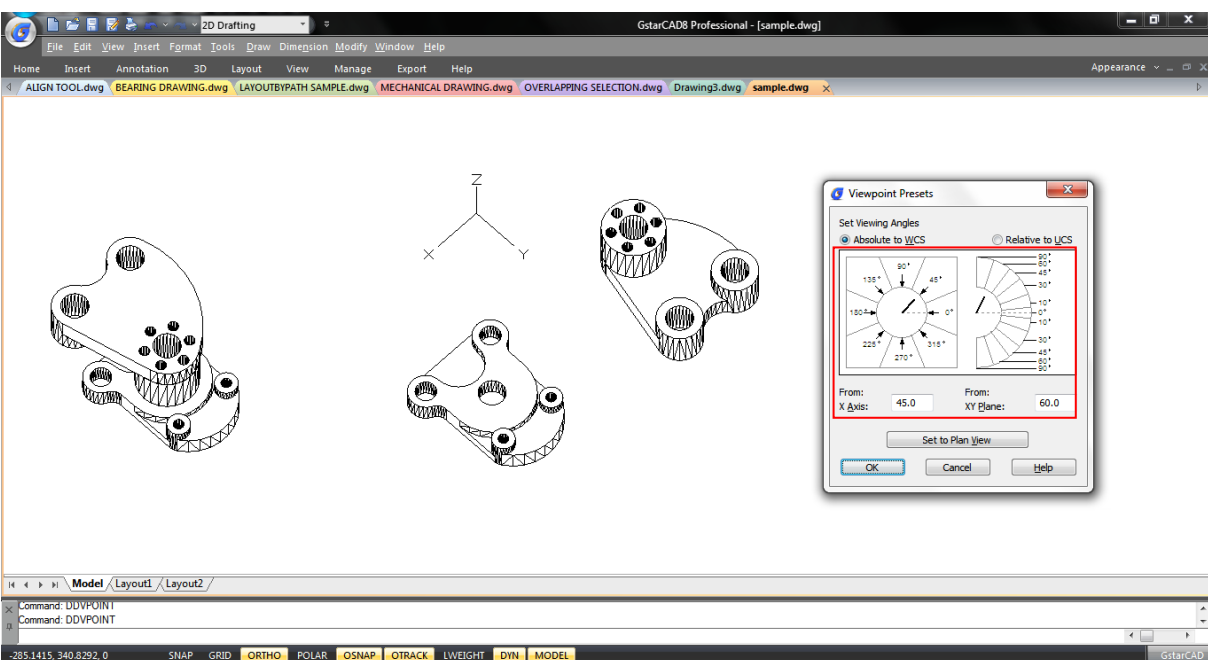 2D Drafting
GstarCAD8 Professional - [sample.dwg]
File Edit View Insert Format Tools Draw Dimension Modify Window Help
Home Insert Annotation 3D Layout View Manage Export Help Appearance
ALIGN TOOL.dwg BEARING DRAWING.dwg LAYOUTBYPATH SAMPLE.dwg MECHANICAL DRAWING.dwg OVERLAPPING SELECTION.dwg Drawing3.dwg sample.dwg
Z
X
Y
Viewpoint Presets
Set Viewing Angles
Absolute to WCS Relative to UCS
90°
135° 45°
180° 0°
225° 315°
270°
90°
60°
45°
30°
10°
0°
10°
30°
45°
60°
90°
From: From:
X Axis: 45.0 XY Plane: 60.0
Set to Plan View
OK Cancel Help
Model Layout1 Layout2
Command: DDVPOINT
Command: DDVPOINT
-285.1415, 340.8292, 0 SNAP GRID ORTHO POLAR OSNAP OTRACK LWEIGHT DYN MODEL GstarCAD